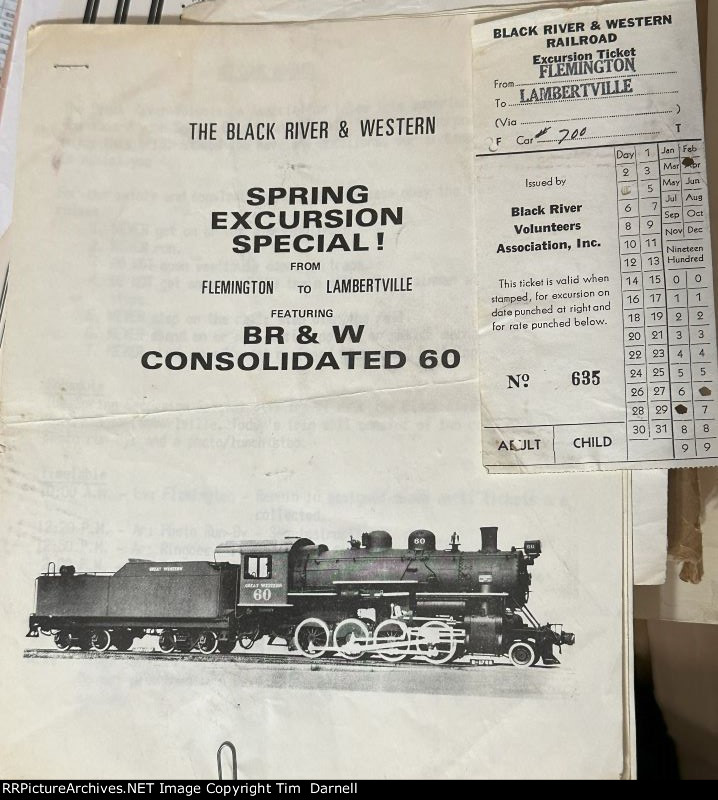 THE BLACK RIVER & WESTERN
SPRING
EXCURSION
SPECIAL!
FROM
FLEMINGTON TO LAMBERTVILLE
FEATURING
BR & W
CONSOLIDATED 60
GREAT WESTERN
60
GREAT WESTERN
60
BLACK RIVER & WESTERN
RAILROAD
Excursion Ticket
From FLEMINGTON
To LAMBERTVILLE
(Via )
F Car # 700 T
Issued by
Black River
Volunteers
Association, Inc.
This ticket is valid when
stamped, for excursion on
date punched at right and
for rate punched below.
Nº 635
ADULT CHILD
Day 1 Jan Feb
2 3 Mar Apr
5 May Jun
6 7 Jul Aug
8 9 Sep Oct
10 11 Nov Dec
12 13 Nineteen
Hundred
14 15 0 0
16 17 1 1
18 19 2 2
20 21 3 3
22 23 4 4
24 25 5 5
26 27 6
28 29 7
30 31 8 8
9 9
RRPictureArchives.NET Image Copyright Tim Darnell